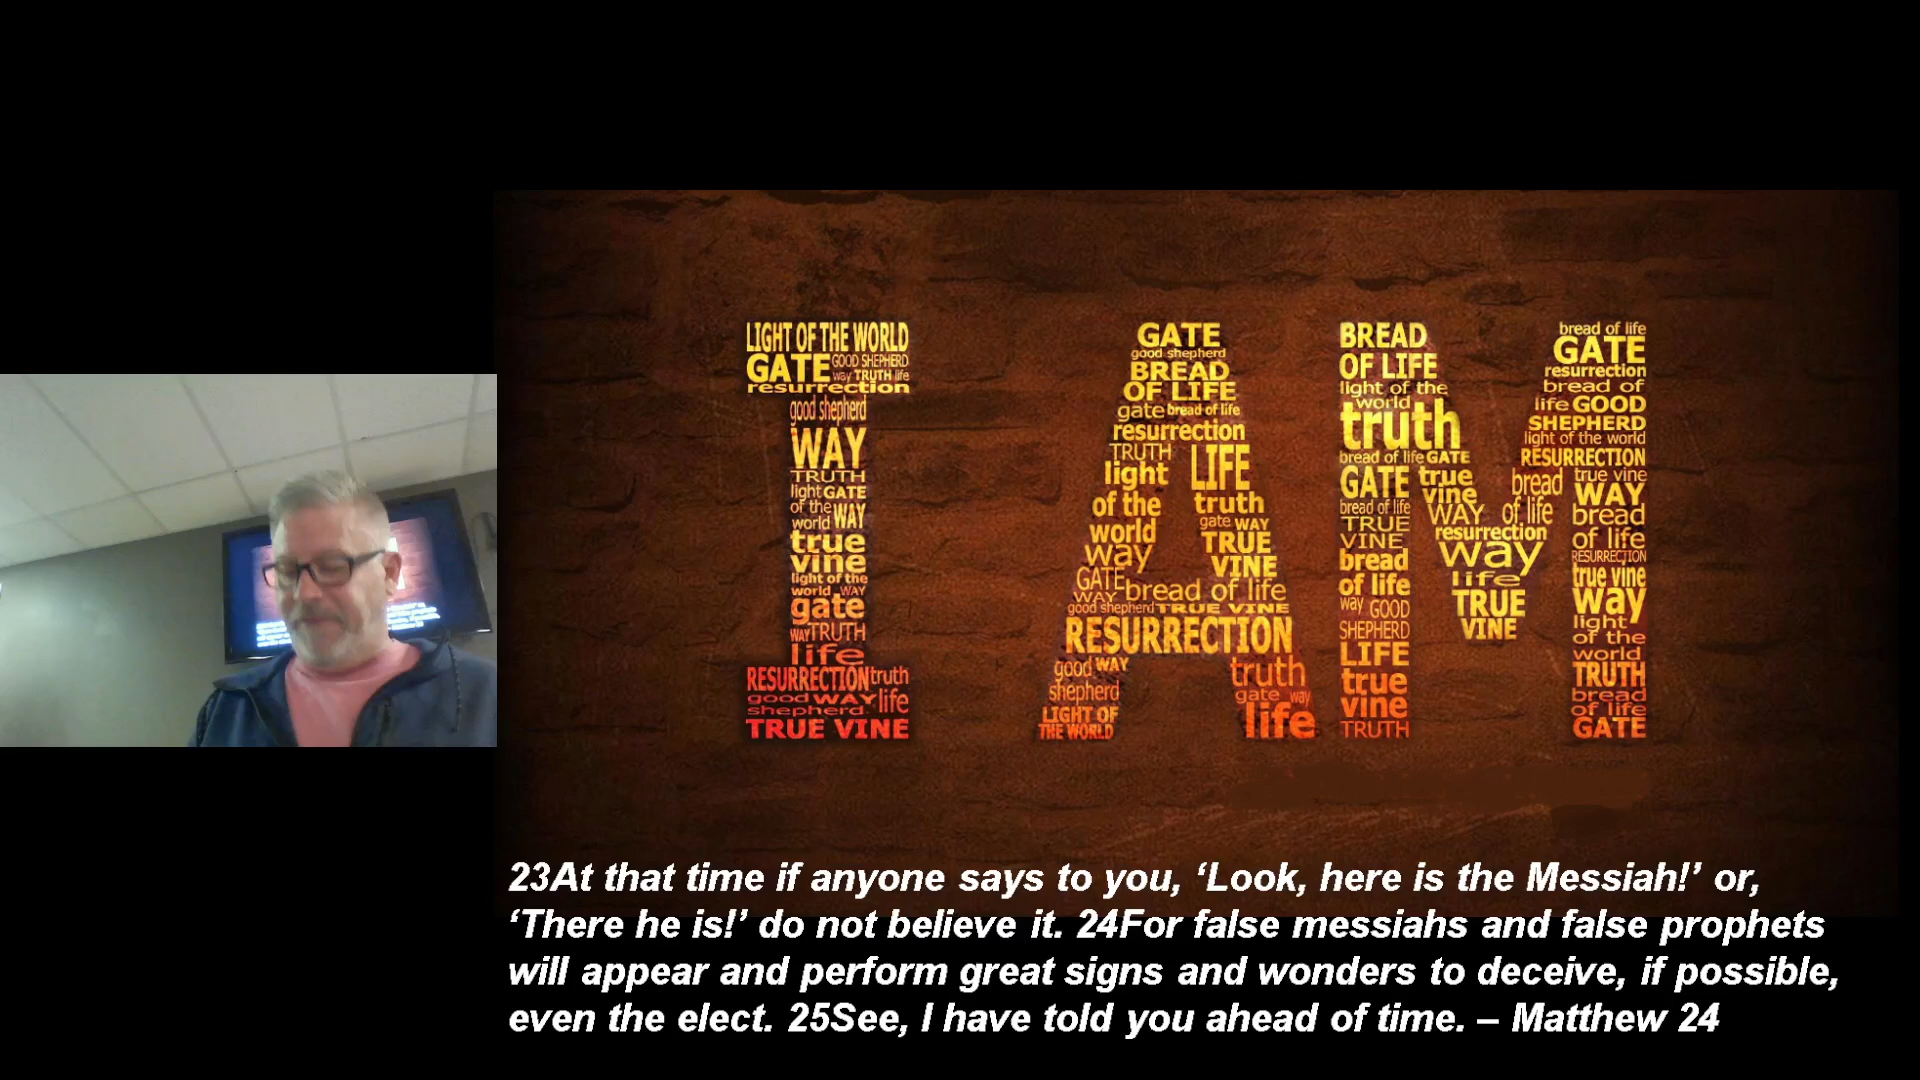 LIGHT OF THE WORLD
GATE GOOD SHEPHERD
way TRUTH life
resurrection
good shepherd
WAY
TRUTH
light GATE
of the
world WAY
true
vine
light of the
world WAY
gate
WAY TRUTH
life
RESURRECTION truth
good WAY life
shepherd
TRUE VINE
GATE
good shepherd
BREAD
OF LIFE
gate bread of life
resurrection
TRUTH LIFE
light
of the truth
world gate WAY
way TRUE
VINE
GATE
WAY bread of life
good shepherd TRUE VINE
RESURRECTION
good WAY truth
shepherd gate way
LIGHT OF life
THE WORLD
BREAD
OF LIFE
light of the
world
truth
bread of life GATE
GATE true
vine
bread of life WAY
TRUE resurrection
VINE way
bread life
of life TRUE
way GOOD VINE
SHEPHERD
LIFE
true
vine
TRUTH
bread of life
GATE
resurrection
bread of
life GOOD
SHEPHERD
light of the world
RESURRECTION
bread true vine
WAY
of life bread
of life
RESURRECTION
true vine
way
light
of the
world
TRUTH
bread
of life
GATE
23At that time if anyone says to you, ‘Look, here is the Messiah!’ or,
‘There he is!’ do not believe it. 24For false messiahs and false prophets
will appear and perform great signs and wonders to deceive, if possible,
even the elect. 25See, I have told you ahead of time. – Matthew 24